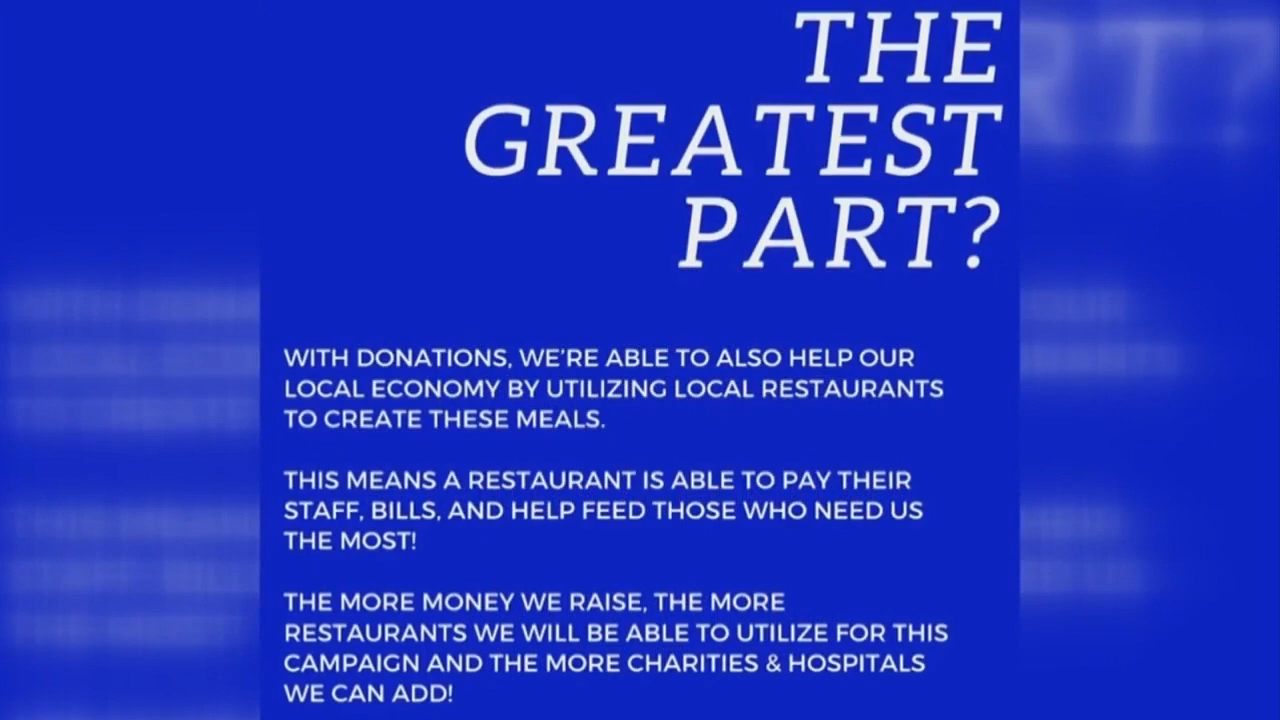 THE
GREATEST
PART?
WITH DONATIONS, WE'RE ABLE TO ALSO HELP OUR
LOCAL ECONOMY BY UTILIZING LOCAL RESTAURANTS
TO CREATE THESE MEALS.
THIS MEANS A RESTAURANT IS ABLE TO PAY THEIR
STAFF, BILLS, AND HELP FEED THOSE WHO NEED US
THE MOST!
THE MORE MONEY WE RAISE, THE MORE
RESTAURANTS WE WILL BE ABLE TO UTILIZE FOR THIS
CAMPAIGN AND THE MORE CHARITIES & HOSPITALS
WE CAN ADD!